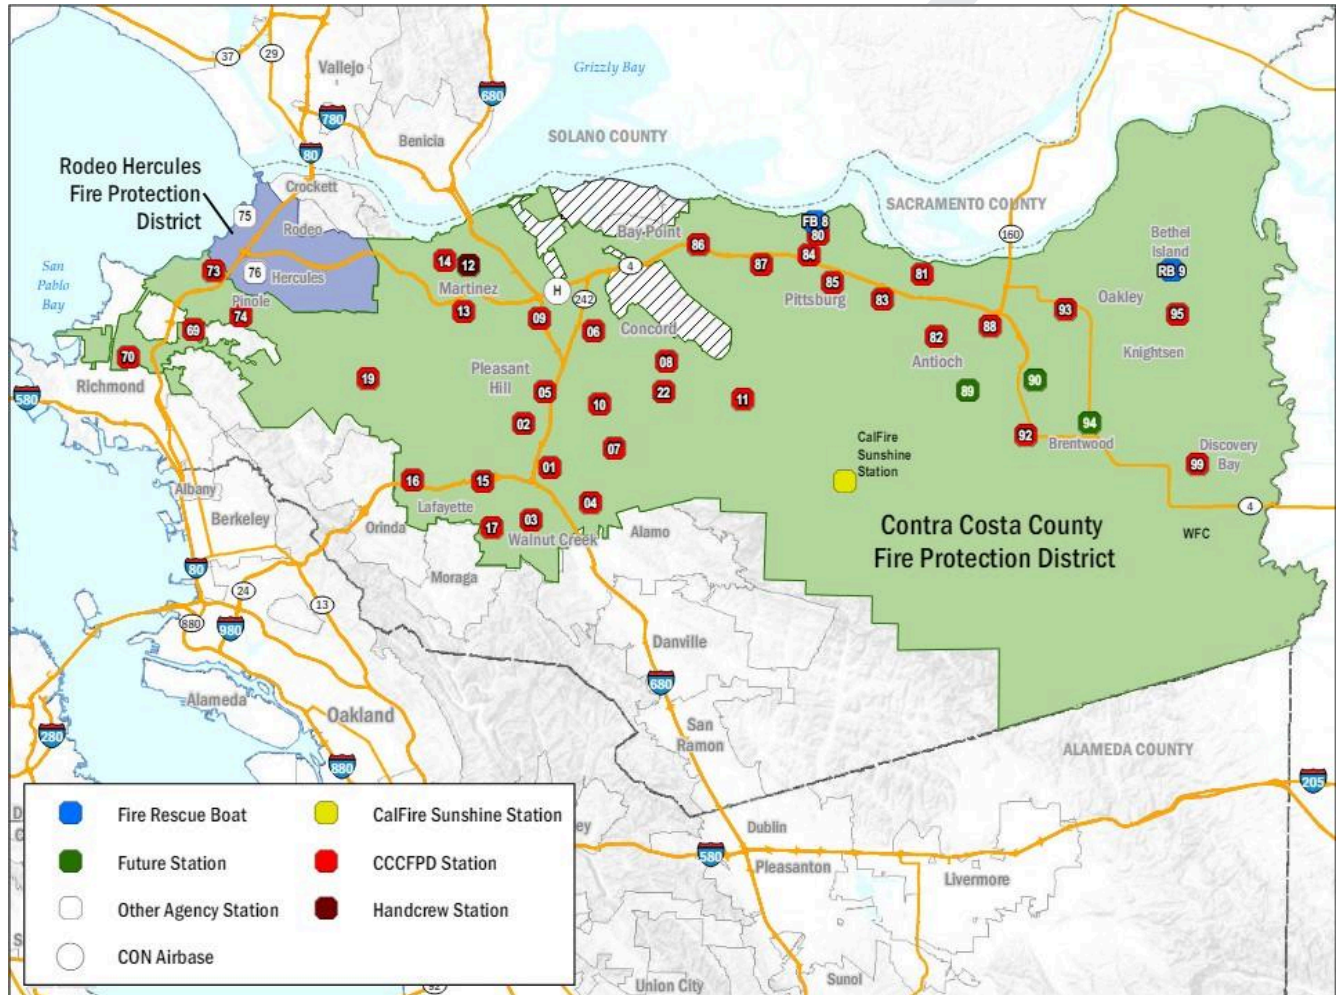 37
29
Vallejo
Grizzly Bay
680
780
Benicia
SOLANO COUNTY
80
Rodeo Hercules
Fire Protection
District
Crockett
75
Rodeo
SACRAMENTO COUNTY
FB 8
80
Bay Point
160
Bethel
Island
RB 9
San
Pablo
Bay
73
76
Hercules
14
12
Martinez
86
87
84
4
81
H
242
85
Pittsburg
83
Oakley
Pinole
74
69
13
09
06
Concord
93
95
88
82
Antioch
Knightsen
70
Richmond
08
19
Pleasant
Hill
05
22
11
10
89
90
580
02
94
92
Brentwood
07
CalFire
Sunshine
Station
01
16
15
99
Discovery
Bay
Albany
Lafayette
04
4
Berkeley
Orinda
17
03
Walnut Creek
Alamo
Contra Costa County
Fire Protection District
WFC
80
Moraga
24
13
880
980
Danville
680
Alameda
Oakland
280
San
Ramon
880
ALAMEDA COUNTY
205
Fire Rescue Boat
CalFire Sunshine Station
Future Station
CCCFPD Station
Other Agency Station
Handcrew Station
CON Airbase
ey
Dublin
580
Pleasanton
Livermore
92
Union City
Sunol